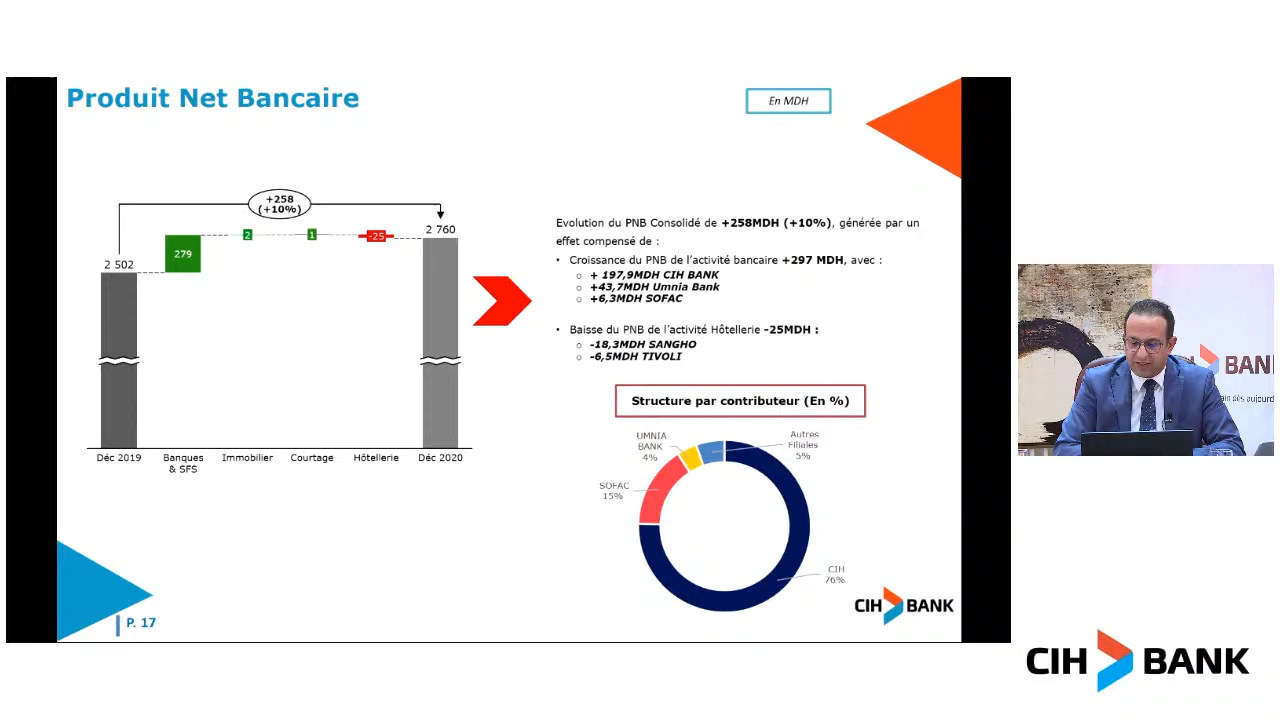 Produit Net Bancaire
En MDH
+258
(+10%)
2 502
279
2
1
-25
2 760
Déc 2019
Banques
& SFS
Immobilier
Courtage
Hôtellerie
Déc 2020
Evolution du PNB Consolidé de +258MDH (+10%), générée par un
effet compensé de :
• Croissance du PNB de l'activité bancaire +297 MDH, avec :
o + 197,9MDH CIH BANK
o +43,7MDH Umnia Bank
o +6,3MDH SOFAC
• Baisse du PNB de l'activité Hôtellerie -25MDH :
o -18,3MDH SANGHO
o -6,5MDH TIVOLI
Structure par contributeur (En %)
UMNIA
BANK
4%
Autres
Filiales
5%
SOFAC
15%
CIH
76%
CIH BANK
P. 17
BANK
CIH BANK